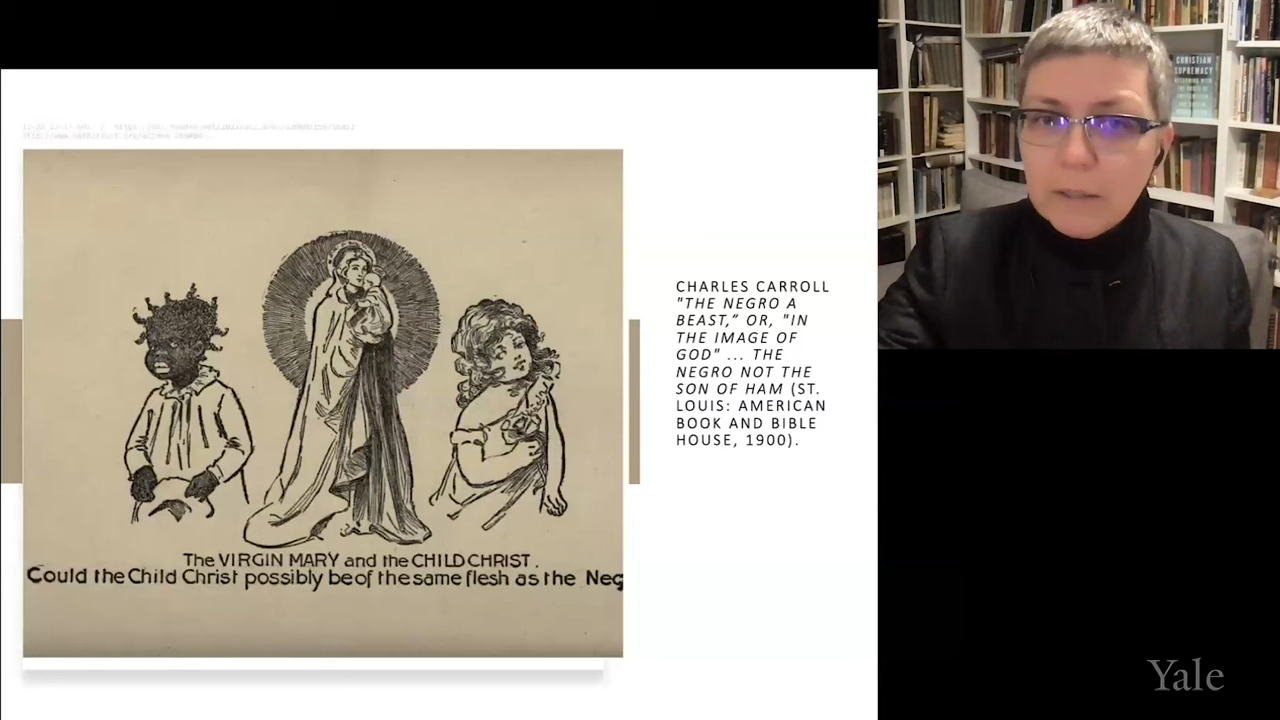 The VIRGIN MARY and the CHILD CHRIST.
Could the Child Christ possibly be of the same flesh as the Neg
CHARLES CARROLL
"THE NEGRO A
BEAST," OR, "IN
THE IMAGE OF
GOD" ... THE
NEGRO NOT THE
SON OF HAM (ST.
LOUIS: AMERICAN
BOOK AND BIBLE
HOUSE, 1900).
CHRISTIAN
SUPREMACY
Yale